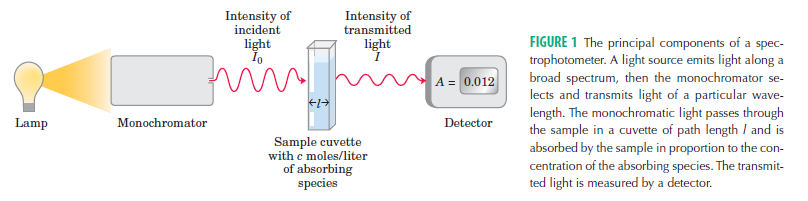 Intensity of
incident
light
I₀
Intensity of
transmitted
light
I
A = 0.012
l
Lamp
Monochromator
Detector
Sample cuvette
with c moles/liter
of absorbing
species
FIGURE 1 The principal components of a spec-
trophotometer. A light source emits light along a
broad spectrum, then the monochromator se-
lects and transmits light of a particular wave-
length. The monochromatic light passes through
the sample in a cuvette of path length l and is
absorbed by the sample in proportion to the con-
centration of the absorbing species. The transmit-
ted light is measured by a detector.